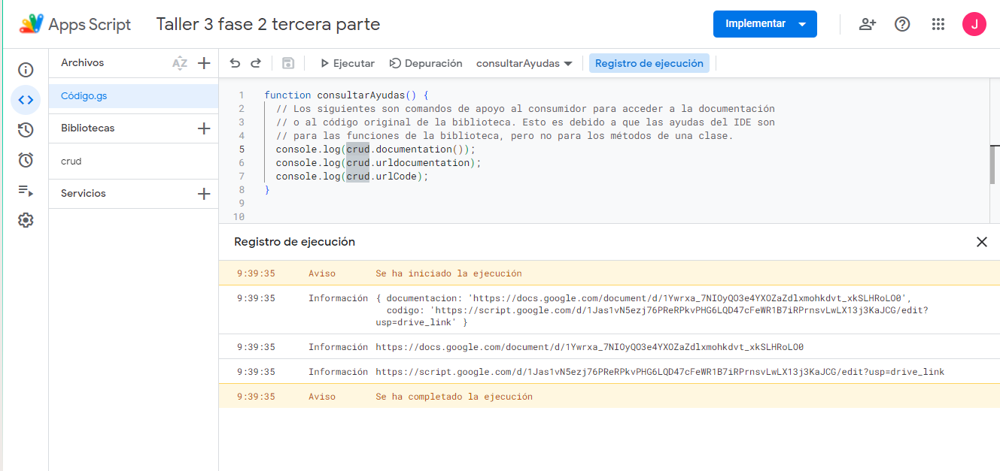 Apps Script Taller 3 fase 2 tercera parte Implementar J
Archivos AZ
Ejecutar Depuración consultarAyudas Registro de ejecución
Código.gs
Bibliotecas
crud
Servicios
1 function consultarAyudas() {
2 // Los siguientes son comandos de apoyo al consumidor para acceder a la documentación
3 // o al código original de la biblioteca. Esto es debido a que las ayudas del IDE son
4 // para las funciones de la biblioteca, pero no para los métodos de una clase.
5 console.log(crud.documentation());
6 console.log(crud.urldocumentation);
7 console.log(crud.urlCode);
8 }
9
10
Registro de ejecución
9:39:35 Aviso Se ha iniciado la ejecución
9:39:35 Información { documentacion: 'https://docs.google.com/document/d/1Ywrxa_7NIOyQO3e4YXOZaZdlxmohkdvt_xkSLHRoLO0',
codigo: 'https://script.google.com/d/1Jas1vN5ezj76PReRPkvPHG6LQD47cFeWR1B7iRPrnsvLwLX13j3KaJCG/edit?
usp=drive_link' }
9:39:35 Información https://docs.google.com/document/d/1Ywrxa_7NIOyQO3e4YXOZaZdlxmohkdvt_xkSLHRoLO0
9:39:35 Información https://script.google.com/d/1Jas1vN5ezj76PReRPkvPHG6LQD47cFeWR1B7iRPrnsvLwLX13j3KaJCG/edit?usp=drive_link
9:39:35 Aviso Se ha completado la ejecución